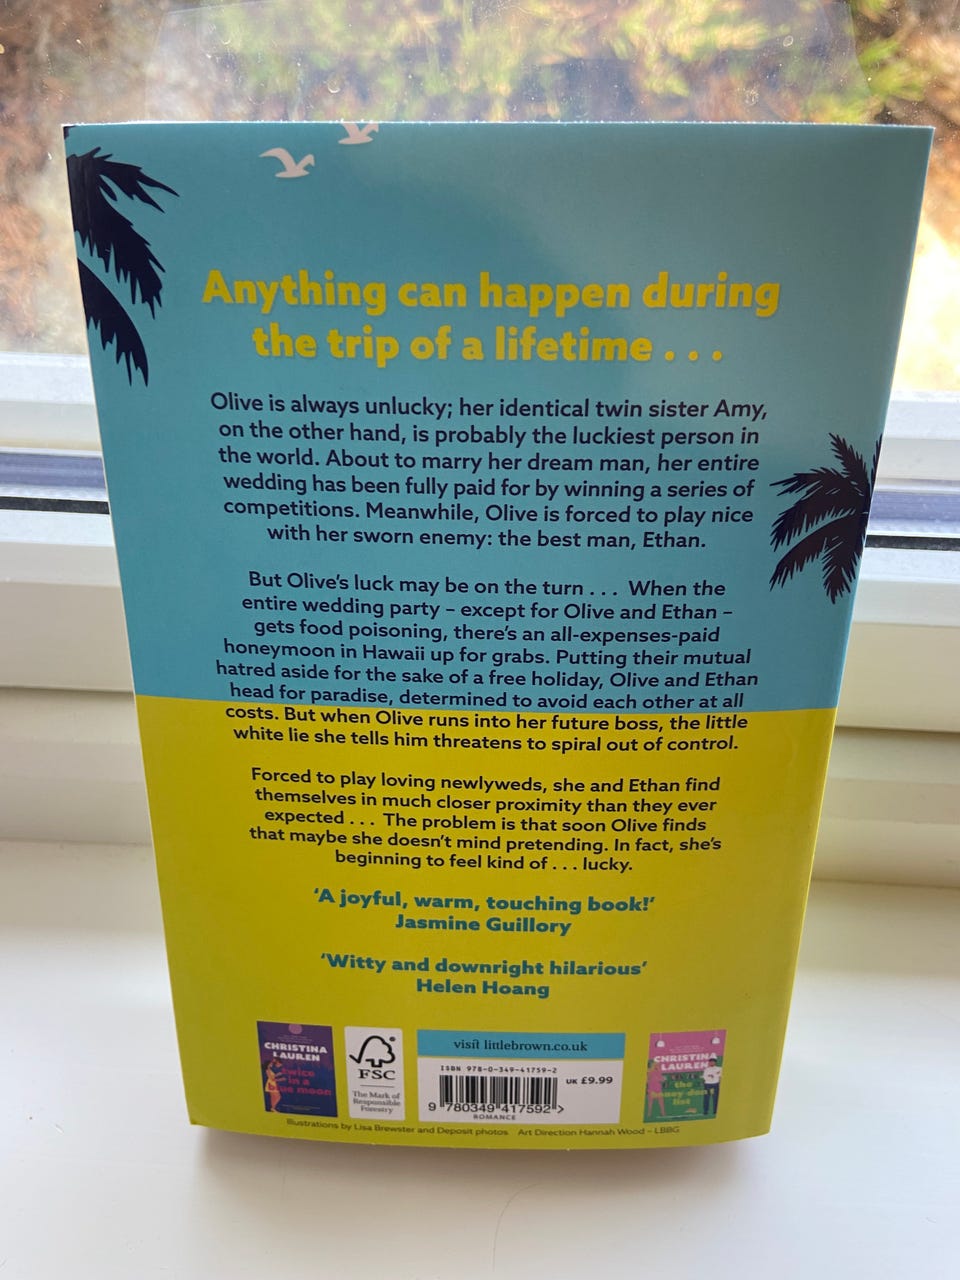 Anything can happen during
the trip of a lifetime . . .
Olive is always unlucky; her identical twin sister Amy,
on the other hand, is probably the luckiest person in
the world. About to marry her dream man, her entire
wedding has been fully paid for by winning a series of
competitions. Meanwhile, Olive is forced to play nice
with her sworn enemy: the best man, Ethan.
But Olive's luck may be on the turn . . . When the
entire wedding party – except for Olive and Ethan –
gets food poisoning, there's an all-expenses-paid
honeymoon in Hawaii up for grabs. Putting their mutual
hatred aside for the sake of a free holiday, Olive and Ethan
head for paradise, determined to avoid each other at all
costs. But when Olive runs into her future boss, the little
white lie she tells him threatens to spiral out of control.
Forced to play loving newlyweds, she and Ethan find
themselves in much closer proximity than they ever
expected . . . The problem is that soon Olive finds
that maybe she doesn't mind pretending. In fact, she's
beginning to feel kind of . . . lucky.
'A joyful, warm, touching book!'
Jasmine Guillory
'Witty and downright hilarious'
Helen Hoang
CHRISTINA
LAUREN
twice
in a
ue moon
FSC
The Mark of
Responsible
Forestry
visit littlebrown.co.uk
ISBN 978-0-349-41759-2
UK £9.99
9 780349 417592 >
ROMANCE
CHRISTINA
LAUREN
the
honey-don't
list
Illustrations by Lisa Brewster and Deposit photos Art Direction Hannah Wood – LBBG